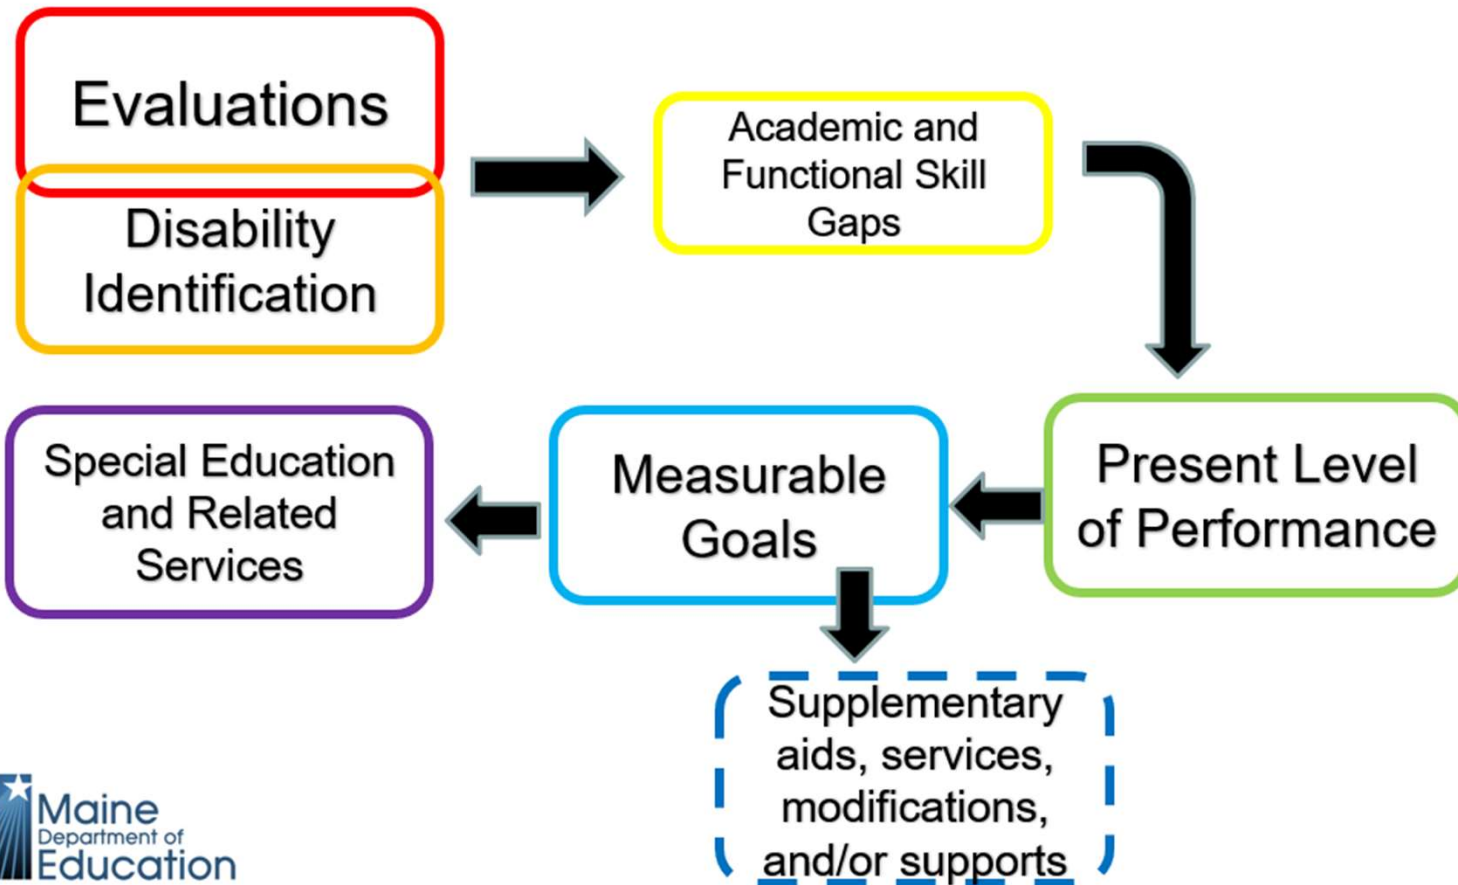 Evaluations
Disability
Identification
Academic and
Functional Skill
Gaps
Present Level
of Performance
Measurable
Goals
Special Education
and Related
Services
Supplementary
aids, services,
modifications,
and/or supports
Maine
Department of
Education